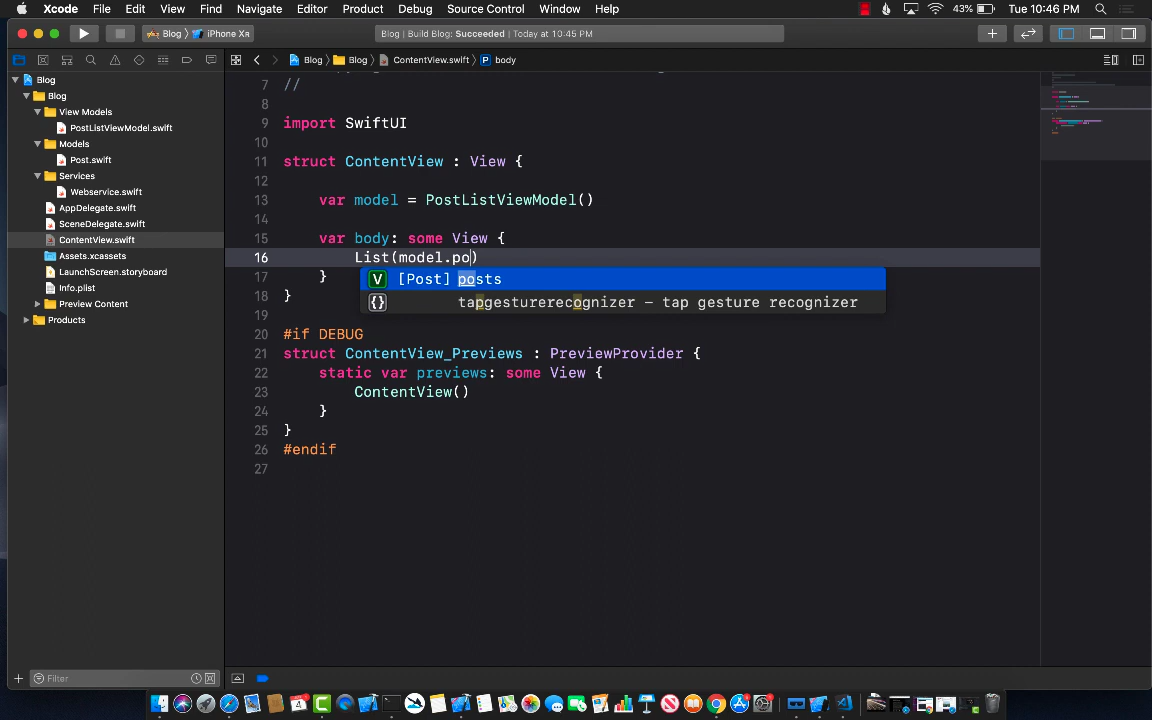 Xcode File Edit View Find Navigate Editor Product Debug Source Control Window Help 43% Tue 10:46 PM
Blog iPhone XR Blog | Build Blog: Succeeded | Today at 10:45 PM
Blog Blog ContentView.swift P body
Blog
Blog
View Models
PostListViewModel.swift
Models
Post.swift
Services
Webservice.swift
AppDelegate.swift
SceneDelegate.swift
ContentView.swift
Assets.xcassets
LaunchScreen.storyboard
Info.plist
Preview Content
Products
Filter
7 //
8
9 import SwiftUI
10
11 struct ContentView : View {
12
13 var model = PostListViewModel()
14
15 var body: some View {
16 List(model.po)
V [Post] posts
{} tapgesturerecognizer — tap gesture recognizer
17 }
18 }
19
20 #if DEBUG
21 struct ContentView_Previews : PreviewProvider {
22 static var previews: some View {
23 ContentView()
24 }
25 }
26 #endif
27